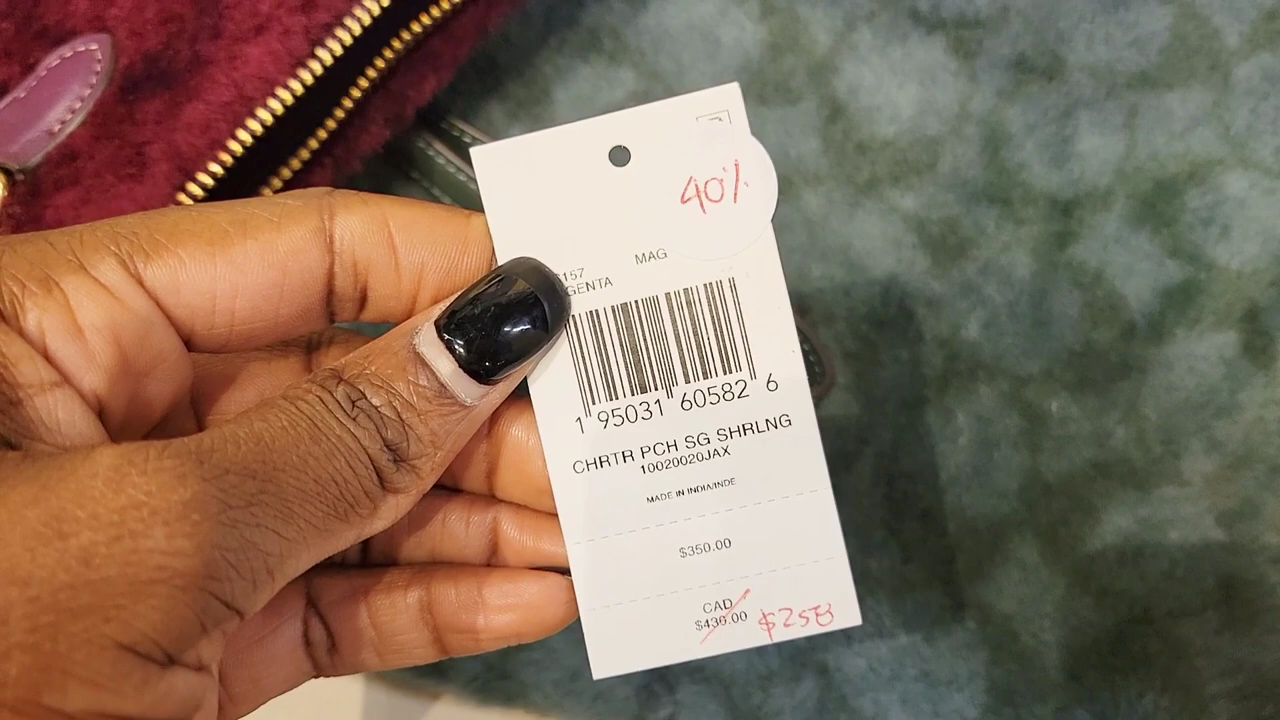 40%
MAG
157
GENTA
1 95031 60582 6
CHRTR PCH SG SHRLNG
10020020JAX
MADE IN INDIA/INDE
$350.00
CAD
$430.00 $258